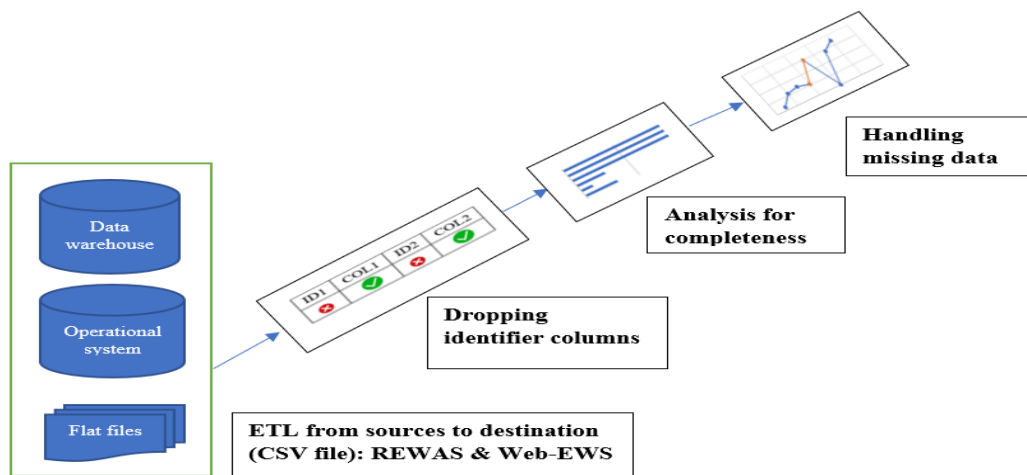 Data
warehouse
Operational
system
Flat files
ETL from sources to destination
(CSV file): REWAS & Web-EWS
ID1 COL1 ID2 COL2
Dropping
identifier columns
Analysis for
completeness
Handling
missing data